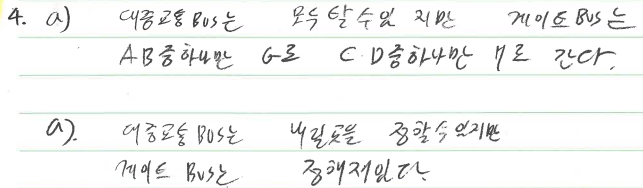 4. a) 대중교통 Bus는 모두 탈 수 있지만 게이트 Bus는
AB중 하나만 G로 C.D중 하나만 간다.
a). 대중교통 Bus는 내릴 곳을 정할 수 있지만
게이트 Bus는 정해져있다.